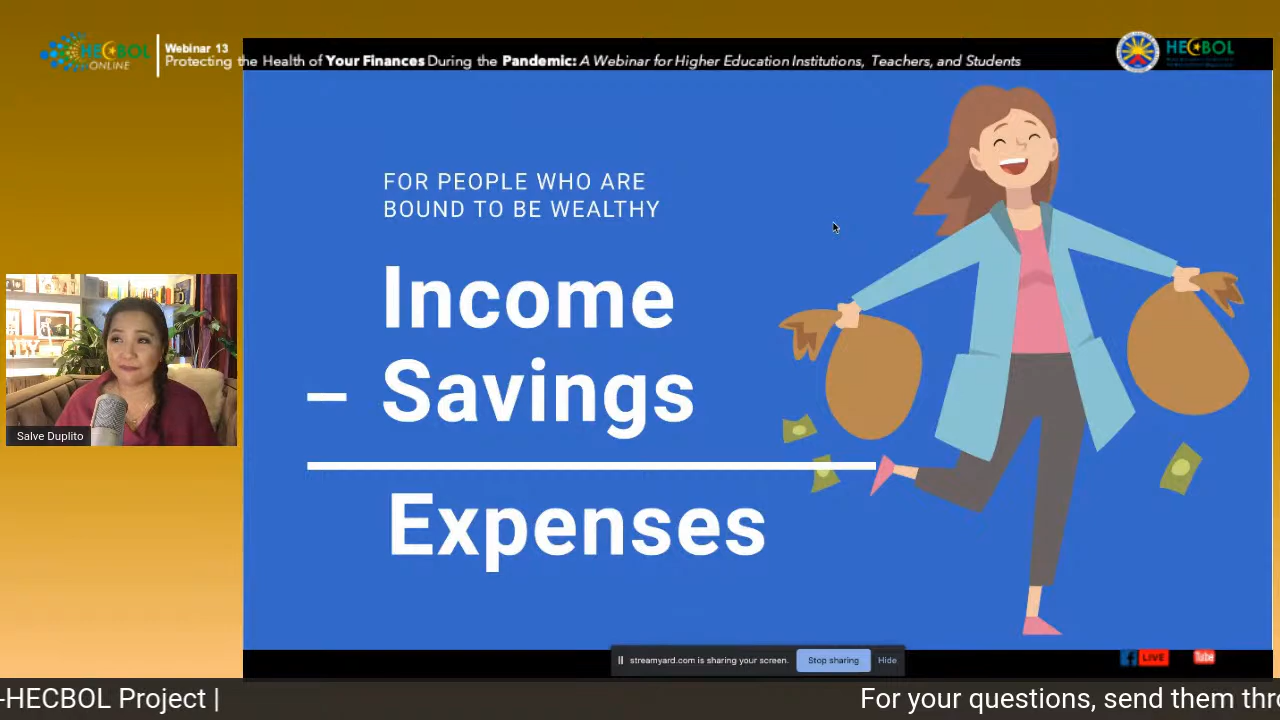 HECBOL
ONLINE
Webinar 13
Protecting the Health of Your Finances During the Pandemic: A Webinar for Higher Education Institutions, Teachers, and Students
HECBOL
FOR PEOPLE WHO ARE
BOUND TO BE WEALTHY
Income
– Savings
Expenses
Salve Duplito
streamyard.com is sharing your screen.
Stop sharing
Hide
LIVE
-HECBOL Project |
For your questions, send them thr